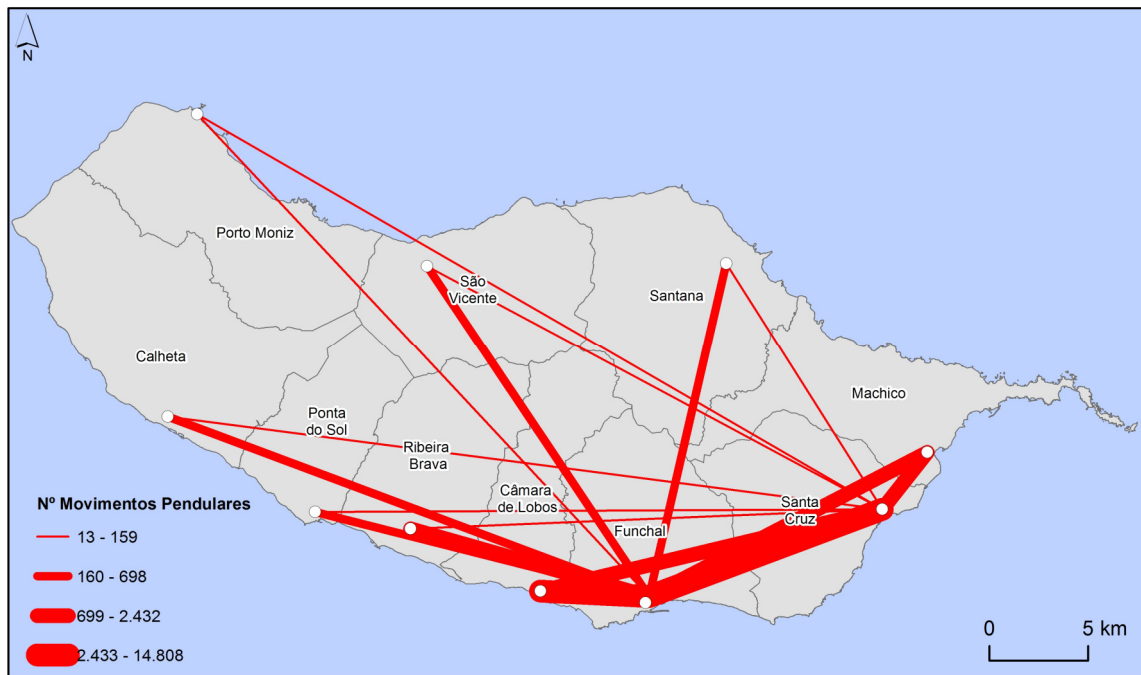 N
Porto Moniz
São
Vicente
Santana
Calheta
Machico
Ponta
do Sol
Ribeira
Brava
Câmara
de Lobos
Santa
Cruz
Funchal
Nº Movimentos Pendulares
13 - 159
160 - 698
699 - 2.432
2.433 - 14.808
0 5 km